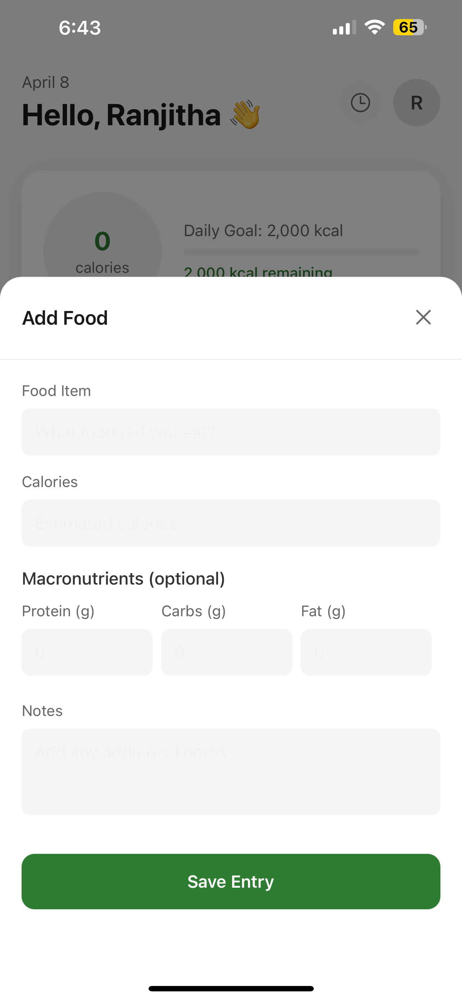 6:43
65
April 8
Hello, Ranjitha 👋
R
0
calories
Daily Goal: 2,000 kcal
2,000 kcal remaining
Add Food
Food Item
What food did you eat?
Calories
Estimated calories
Macronutrients (optional)
Protein (g) Carbs (g) Fat (g)
0 0 0
Notes
Add any additional notes
Save Entry